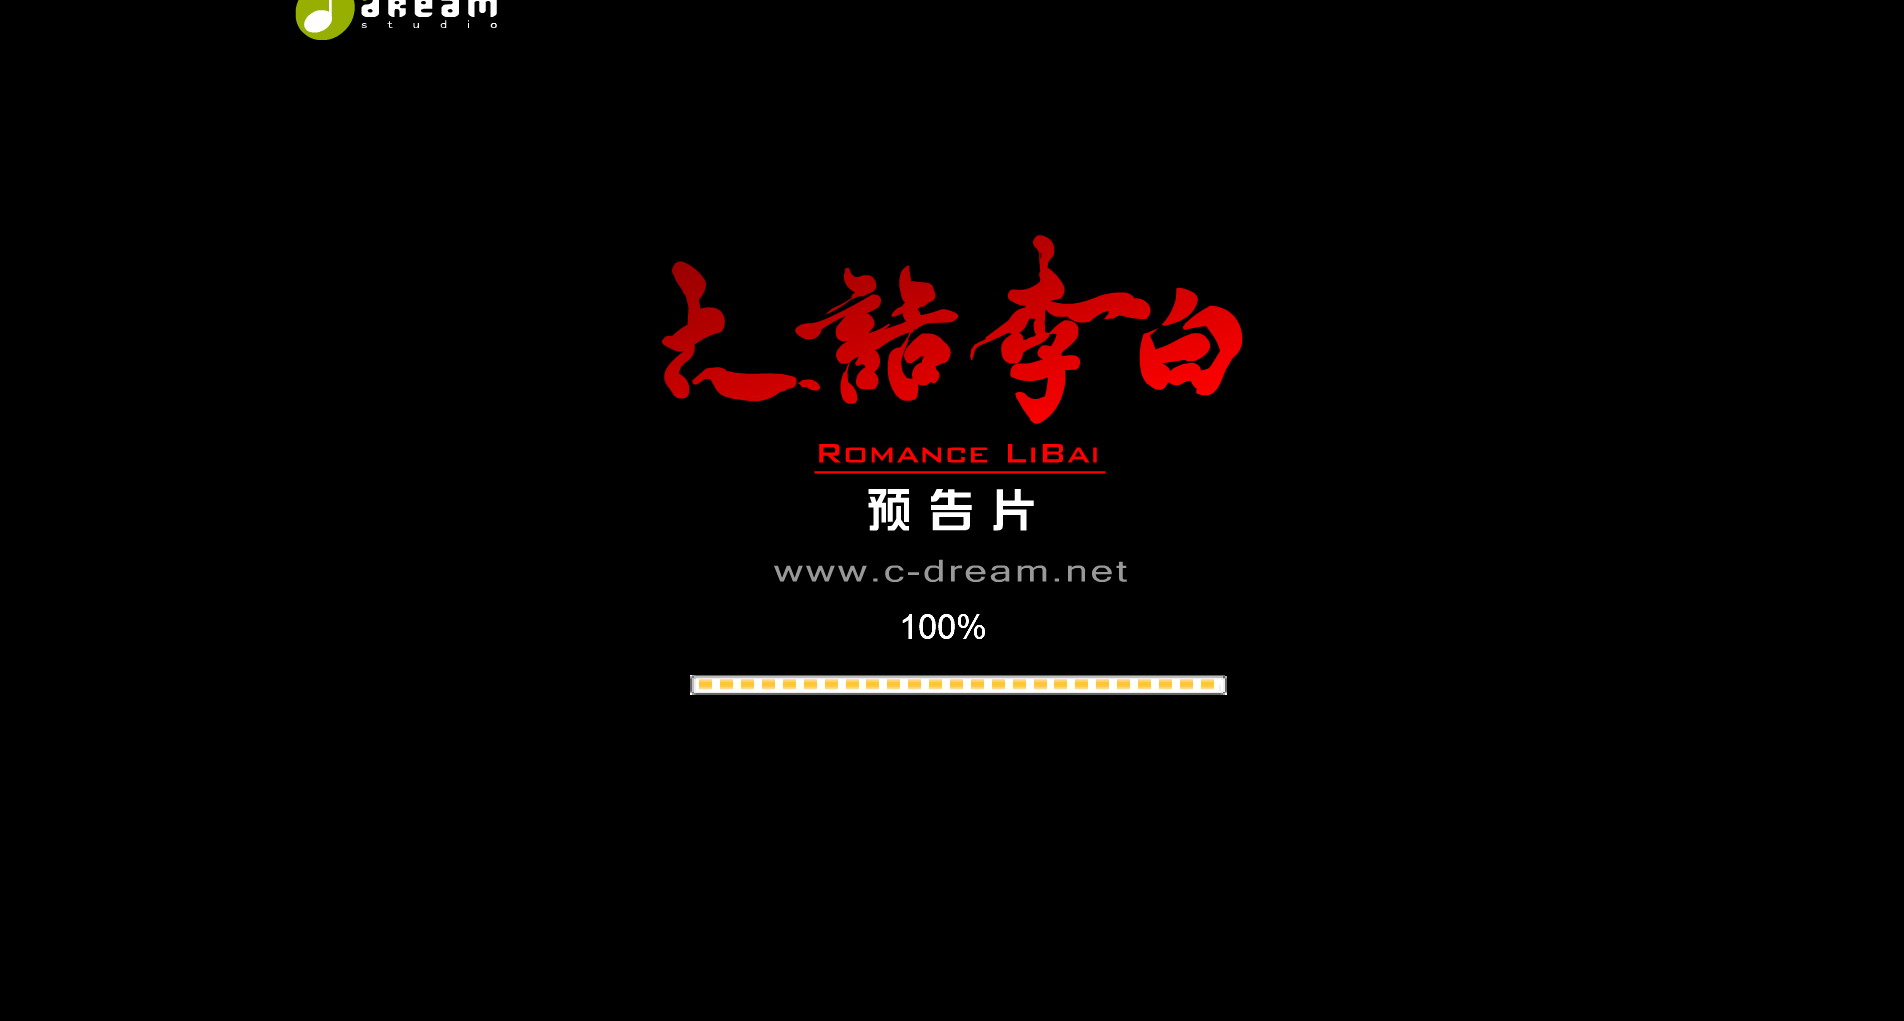 dream
studio
大話李白
ROMANCE LIBAI
预告片
www.c-dream.net
100%